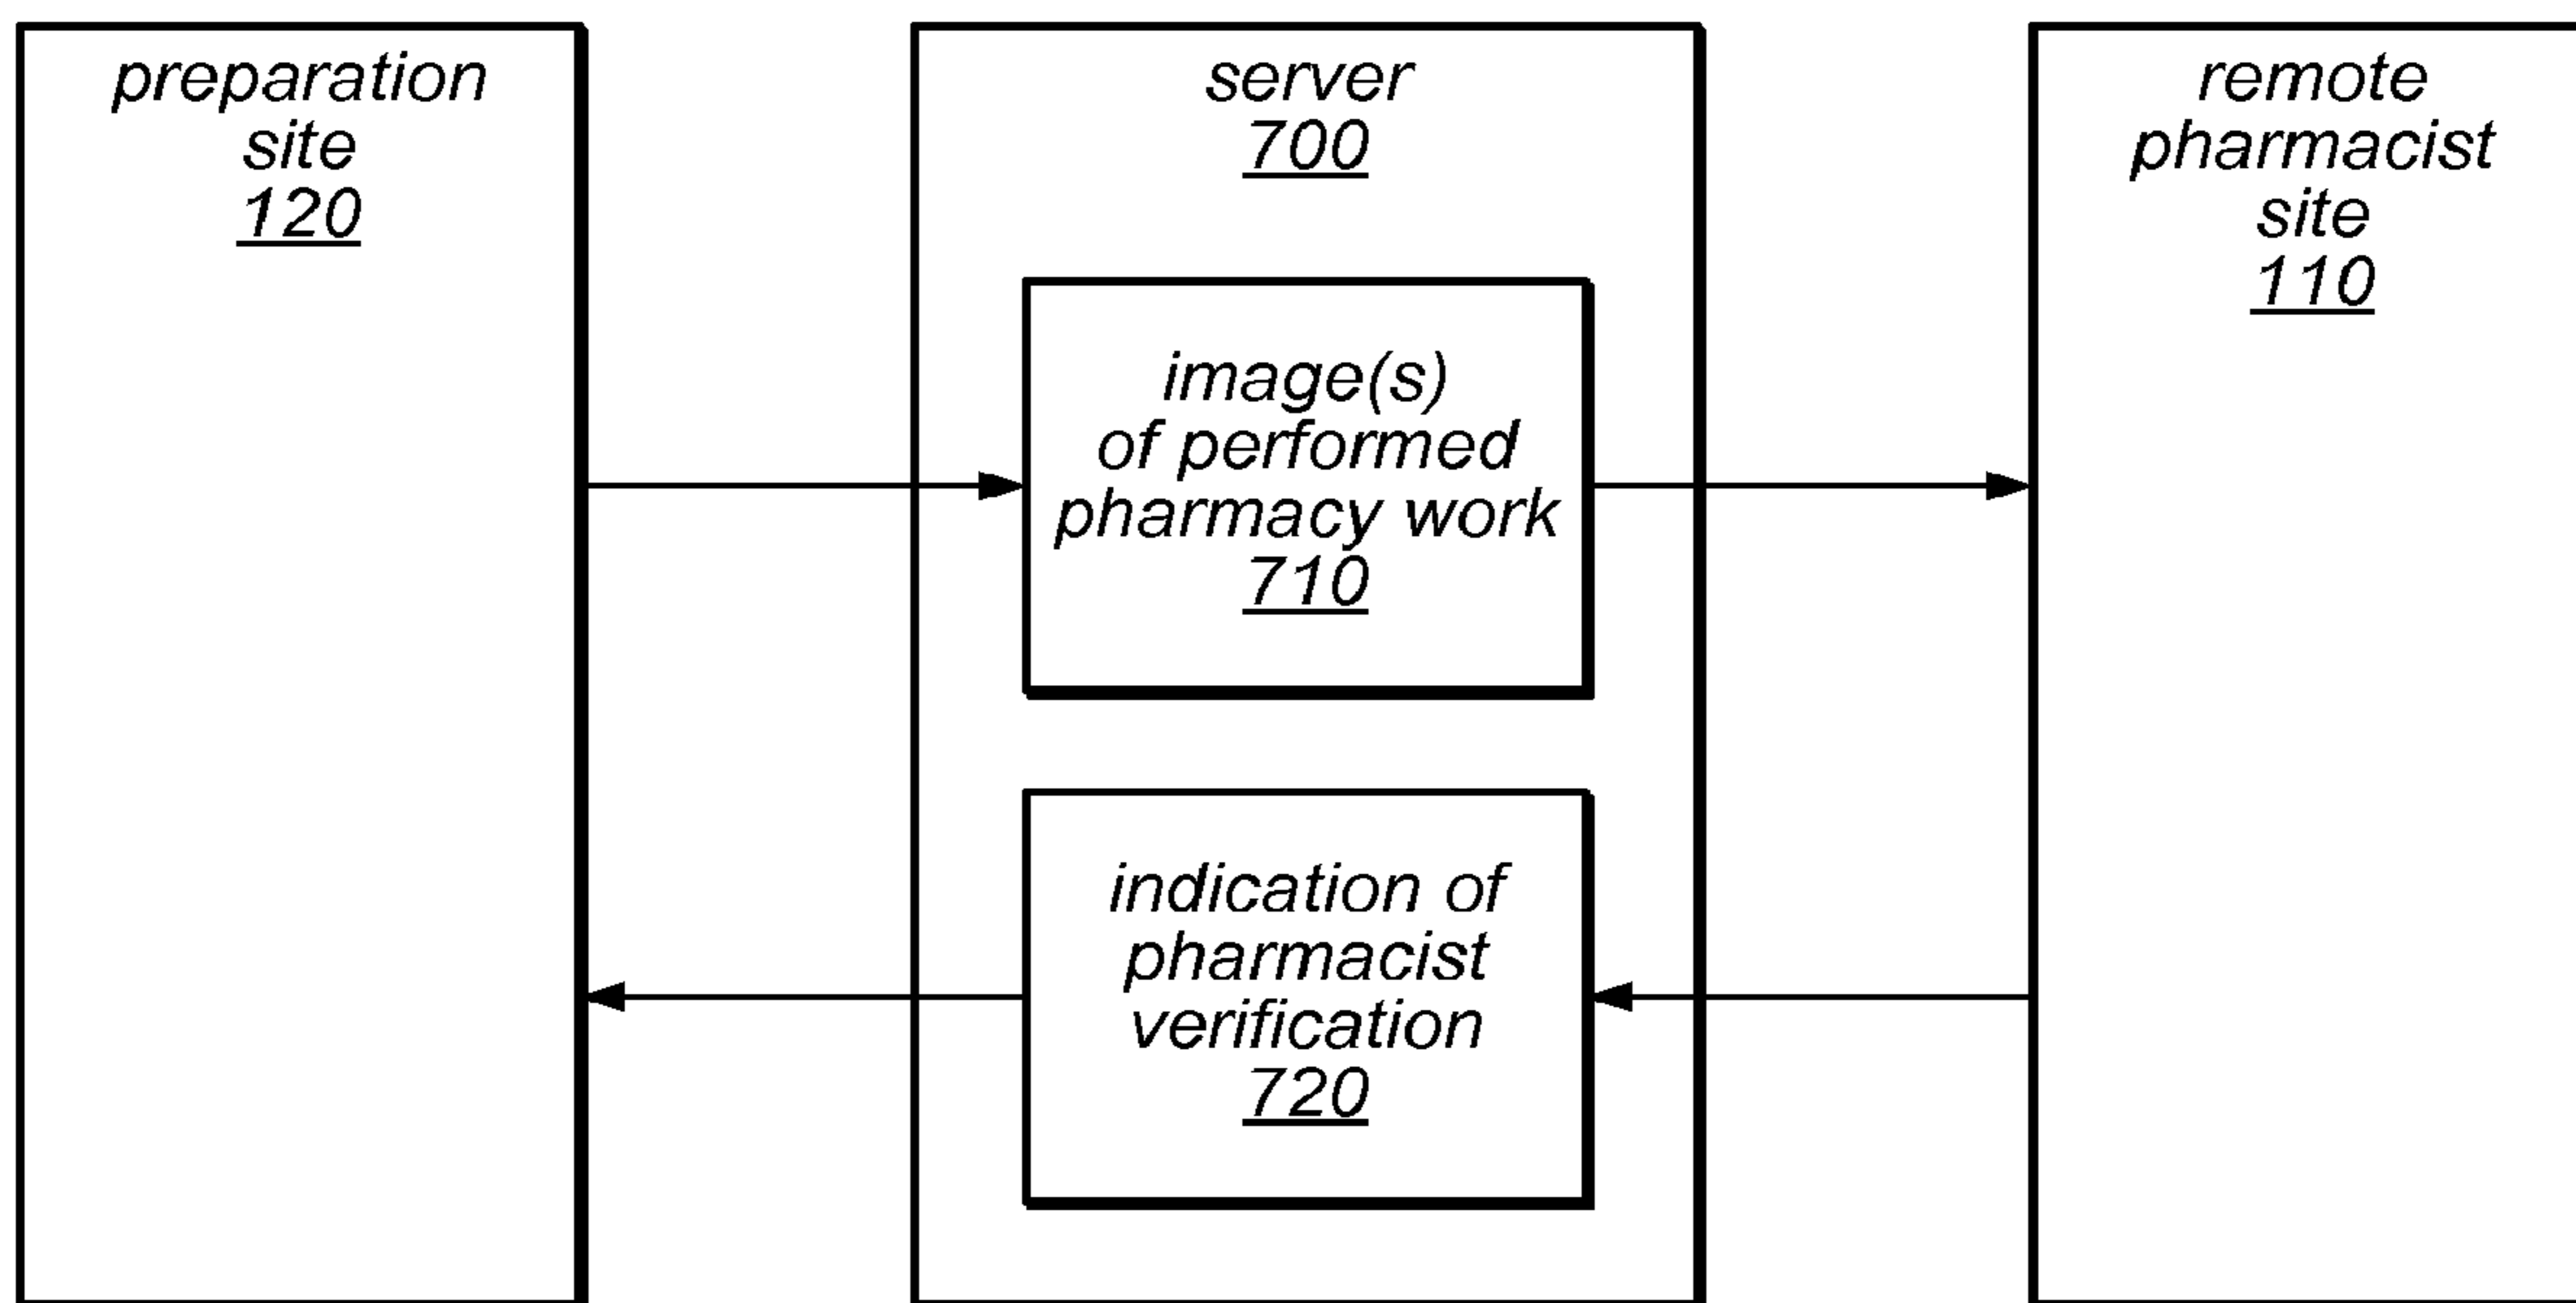 preparation
site
120
server
700
remote
pharmacist
site
110
image(s)
of performed
pharmacy work
710
indication of
pharmacist
verification
720